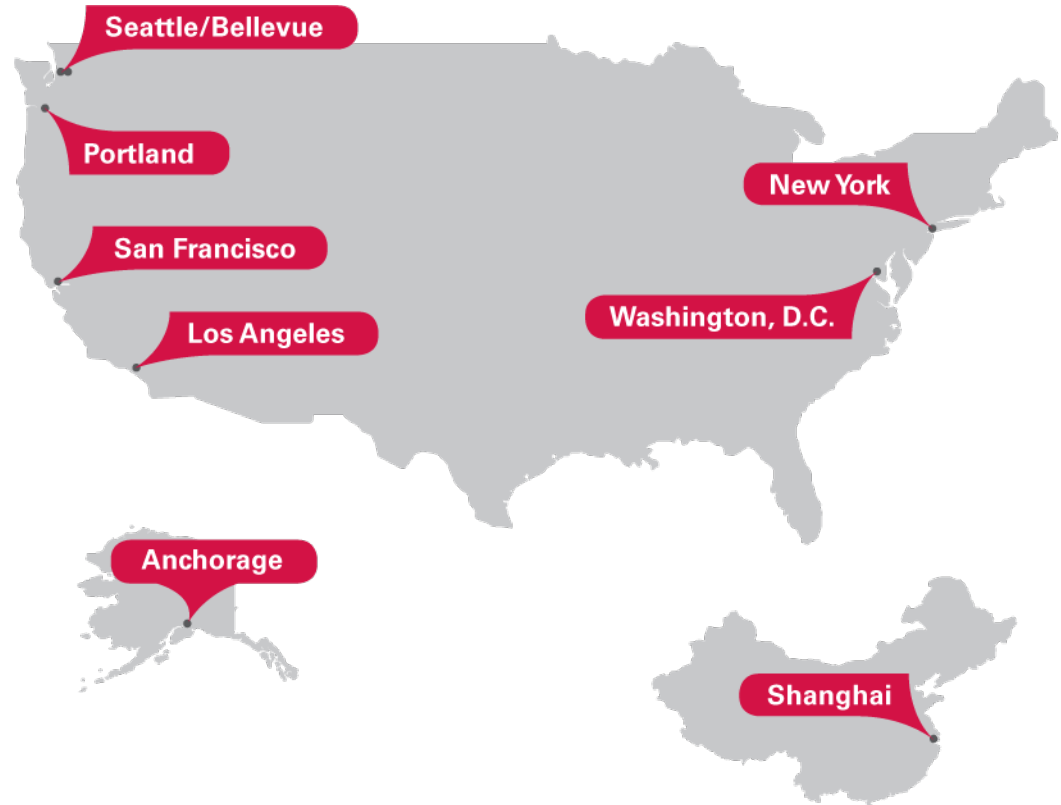 Seattle/Bellevue
Portland
New York
San Francisco
Washington, D.C.
Los Angeles
Anchorage
Shanghai